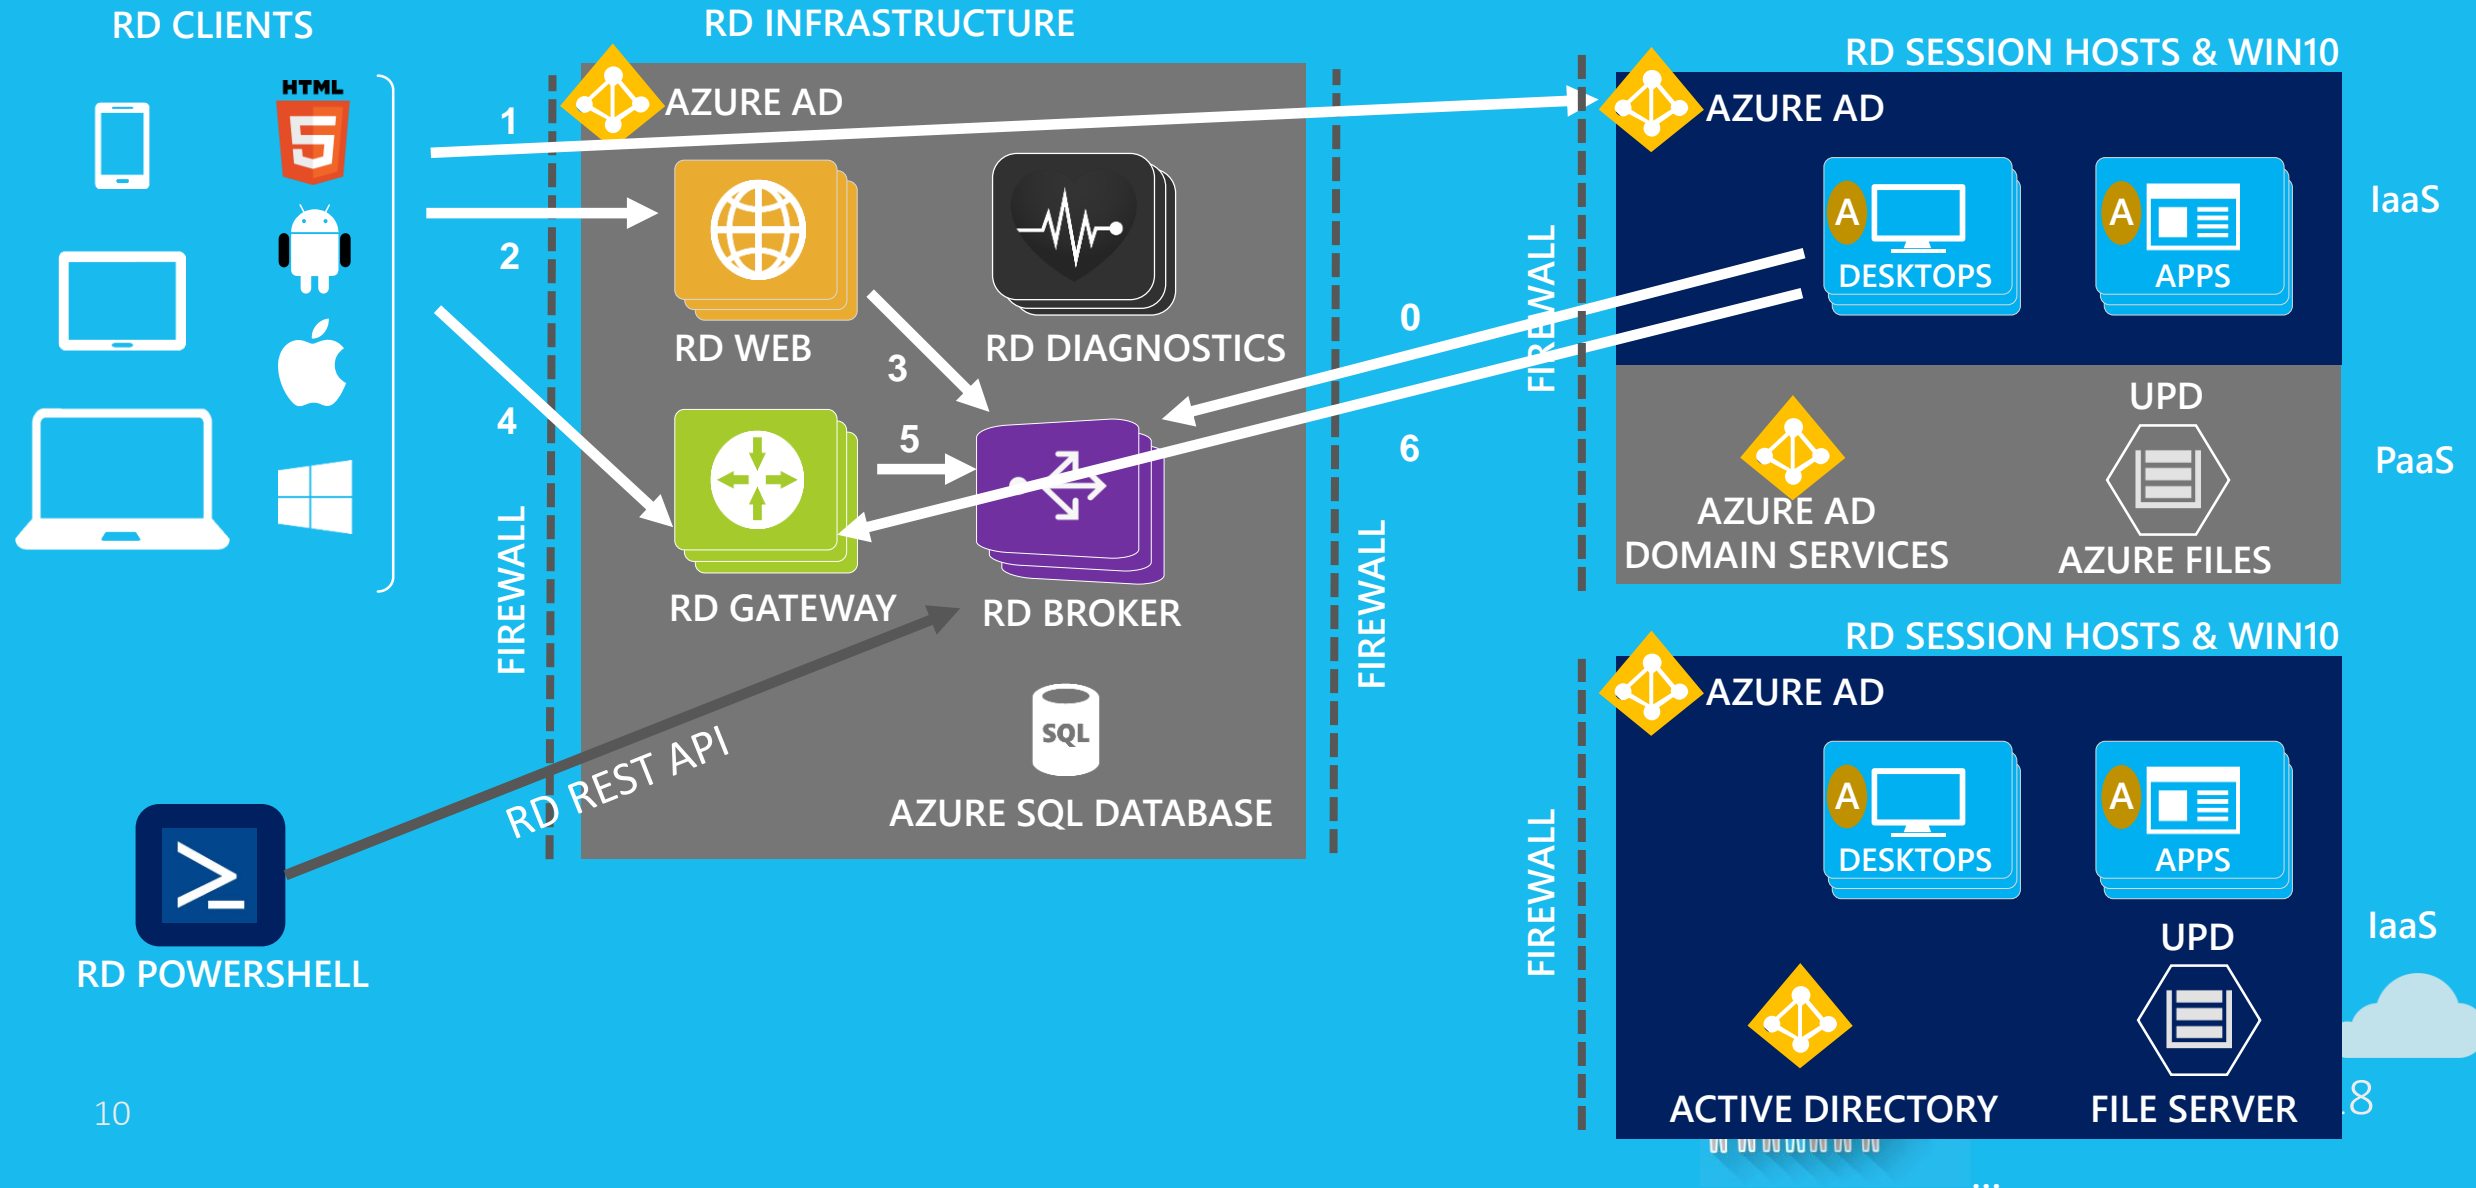 RD CLIENTS
RD INFRASTRUCTURE
RD SESSION HOSTS & WIN10
HTML
5
1
2
4
FIREWALL
AZURE AD
RD WEB
RD DIAGNOSTICS
3
5
RD GATEWAY
RD BROKER
RD REST API
SQL
AZURE SQL DATABASE
RD POWERSHELL
0
6
FIREWALL
FIREWALL
AZURE AD
A
DESKTOPS
A
APPS
IaaS
UPD
PaaS
AZURE AD
DOMAIN SERVICES
AZURE FILES
RD SESSION HOSTS & WIN10
FIREWALL
AZURE AD
A
DESKTOPS
A
APPS
IaaS
UPD
ACTIVE DIRECTORY
FILE SERVER
10
8
...